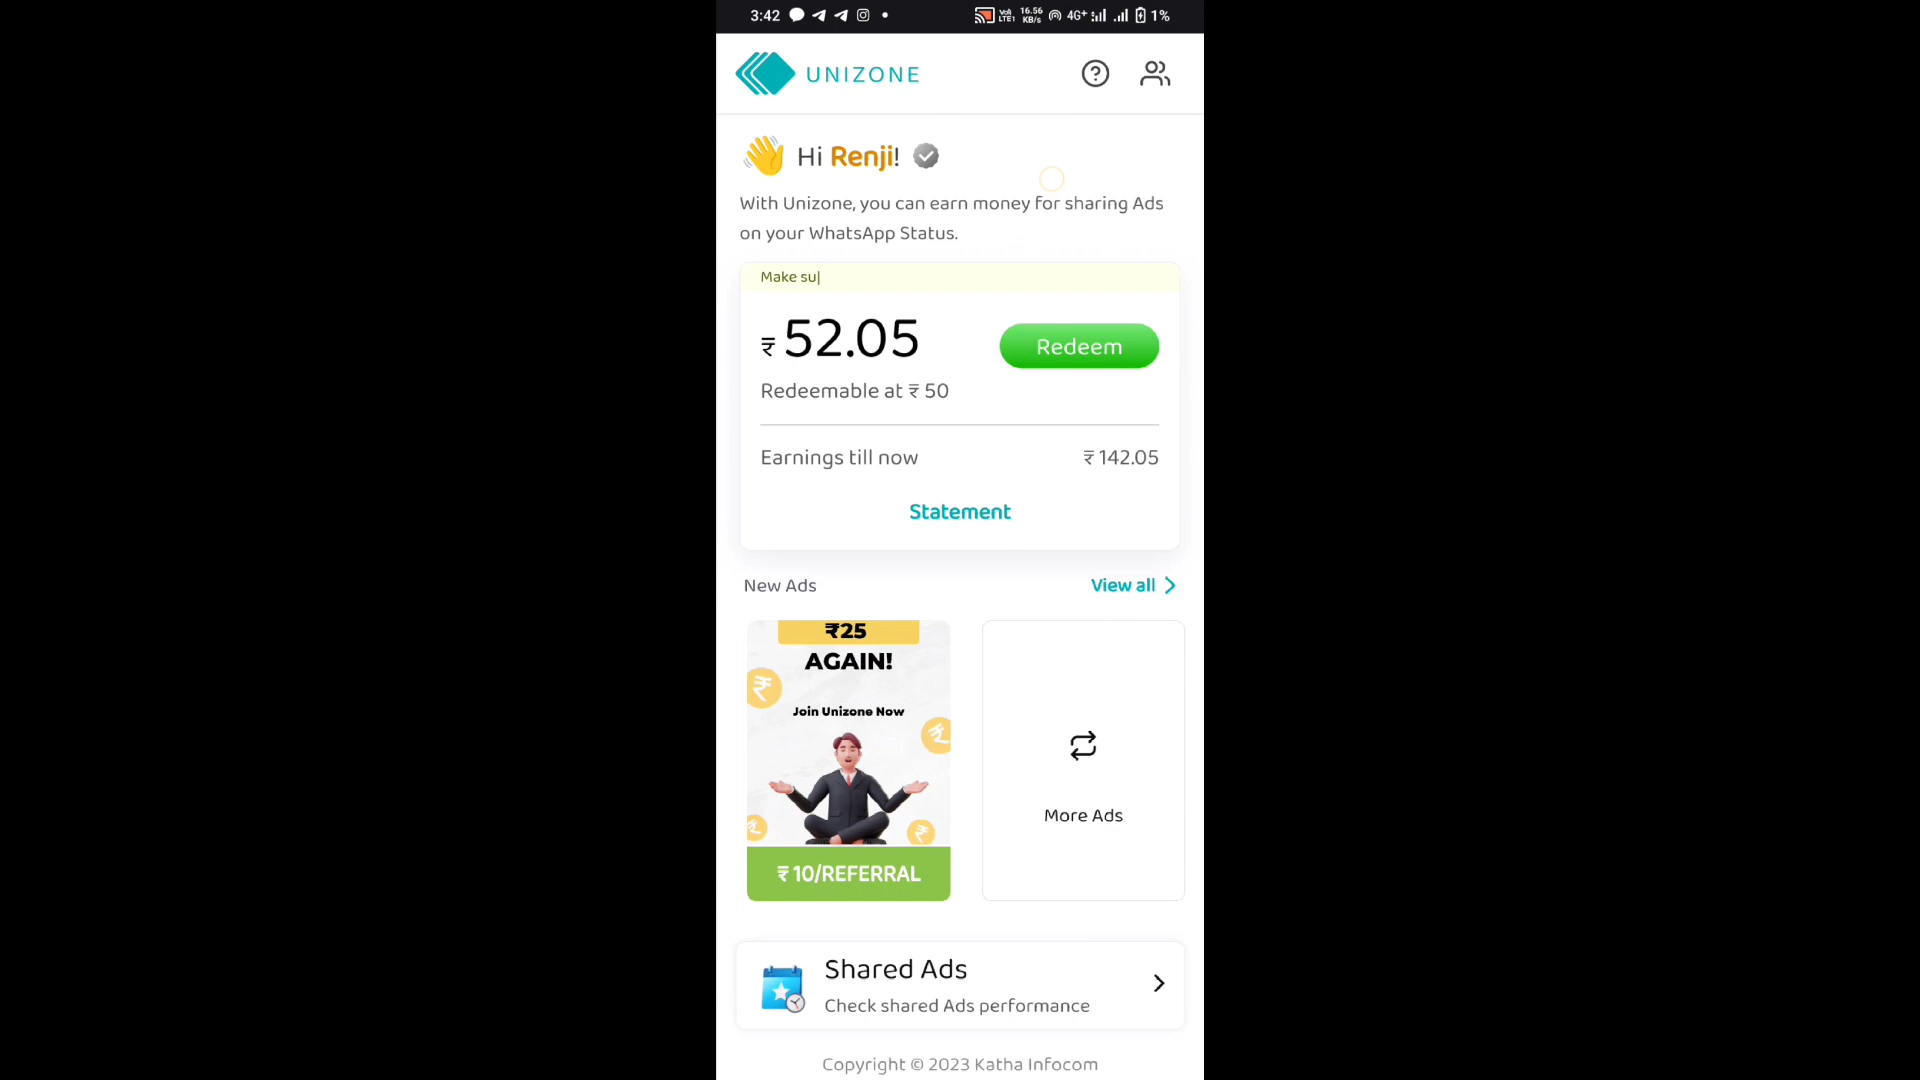 3:42
Vo)) LTE1
16.56 KB/s
4G+
1%
UNIZONE
Hi Renji!
With Unizone, you can earn money for sharing Ads
on your WhatsApp Status.
Make su|
₹ 52.05
Redeem
Redeemable at ₹ 50
Earnings till now ₹ 142.05
Statement
New Ads
View all
₹25
AGAIN!
Join Unizone Now
₹ 10/REFERRAL
More Ads
Shared Ads
Check shared Ads performance
Copyright © 2023 Katha Infocom